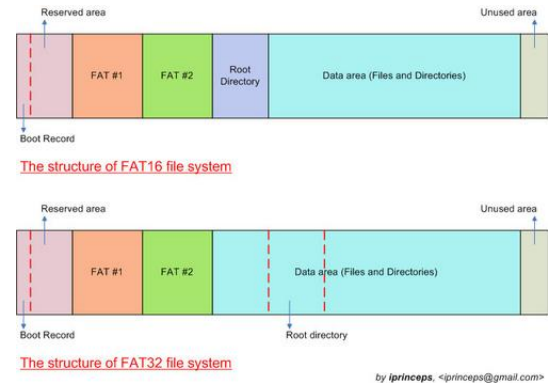 Reserved area
Unused area
FAT #1
FAT #2
Root
Directory
Data area (Files and Directories)
Boot Record
The structure of FAT16 file system
Reserved area
Unused area
FAT #1
FAT #2
Data area (Files and Directories)
Boot Record
Root directory
The structure of FAT32 file system
by iprinceps, <iprinceps@gmail.com>